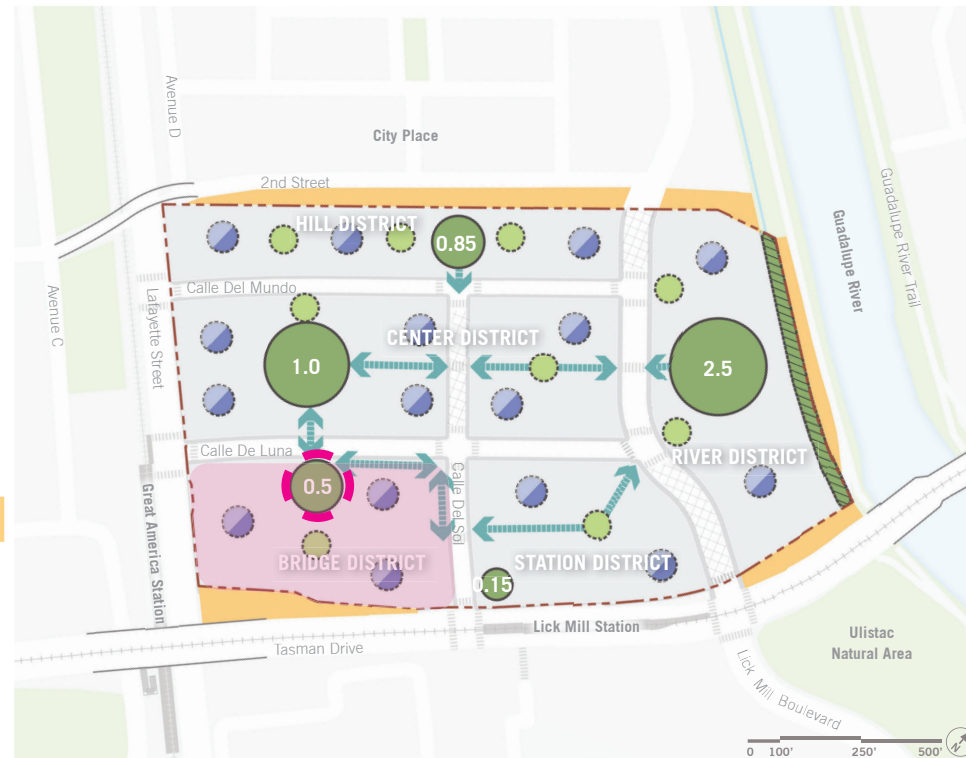 Avenue D
City Place
2nd Street
Guadalupe River Trail
Guadalupe River
HILL DISTRICT
0.85
Calle Del Mundo
Avenue C
Lafayette Street
CENTER DISTRICT
1.0
2.5
Calle De Luna
RIVER DISTRICT
0.5
Calle Del Sol
Great America Station
BRIDGE DISTRICT
STATION DISTRICT
0.15
Lick Mill Station
Tasman Drive
Ulistac
Natural Area
Lick Mill Boulevard
0 100' 250' 500'
N